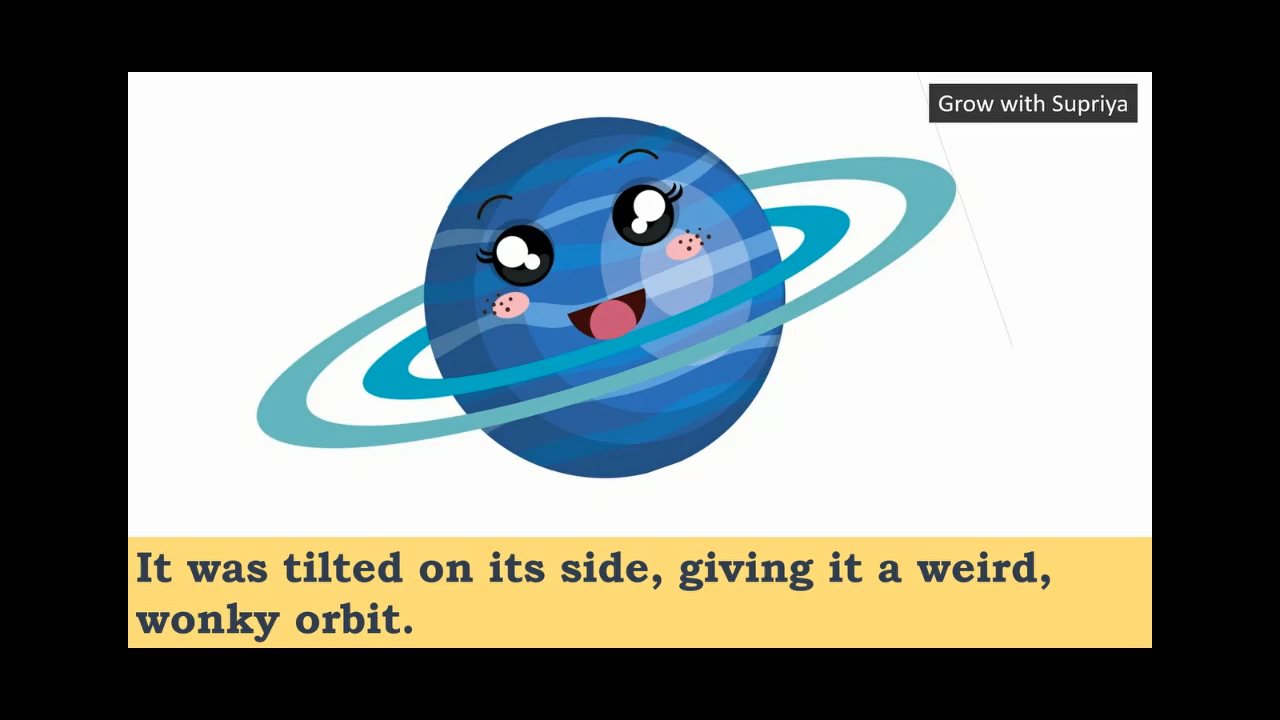 Grow with Supriya
It was tilted on its side, giving it a weird,
wonky orbit.